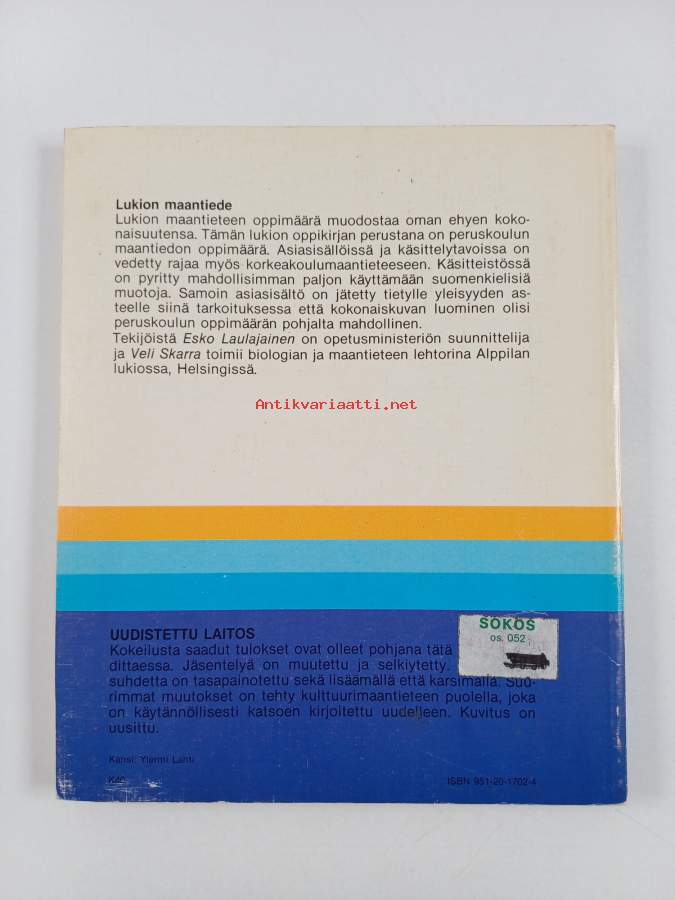 Lukion maantiede
Lukion maantieteen oppimäärä muodostaa oman ehyen koko-
naisuutensa. Tämän lukion oppikirjan perustana on peruskoulun
maantiedon oppimäärä. Asiasisällöissä ja käsittelytavoissa on
vedetty rajaa myös korkeakoulumaantieteeseen. Käsitteistössä
on pyritty mahdollisimman paljon käyttämään suomenkielisiä
muotoja. Samoin asiasisältö on jätetty tietylle yleisyyden as-
teelle siinä tarkoituksessa että kokonaiskuvan luominen olisi
peruskoulun oppimäärän pohjalta mahdollinen.
Tekijöistä Esko Laulajainen on opetusministeriön suunnittelija
ja Veli Skarra toimii biologian ja maantieteen lehtorina Alppilan
lukiossa, Helsingissä.
Antikvariaatti.net
UUDISTETTU LAITOS
SOKOS
os. 052
Kokeilusta saadut tulokset ovat olleet pohjana tätä
dittaessa. Jäsentelyä on muutettu ja selkiytetty.
suhdetta on tasapainotettu sekä lisäämällä että karsimalla. Suu-
rimmat muutokset on tehty kulttuurimaantieteen puolella, joka
on käytännöllisesti katsoen kirjoitettu uudelleen. Kuvitus on
uusittu.
Kansi: Ylermi Lahti
ISBN 951-20-1702-4